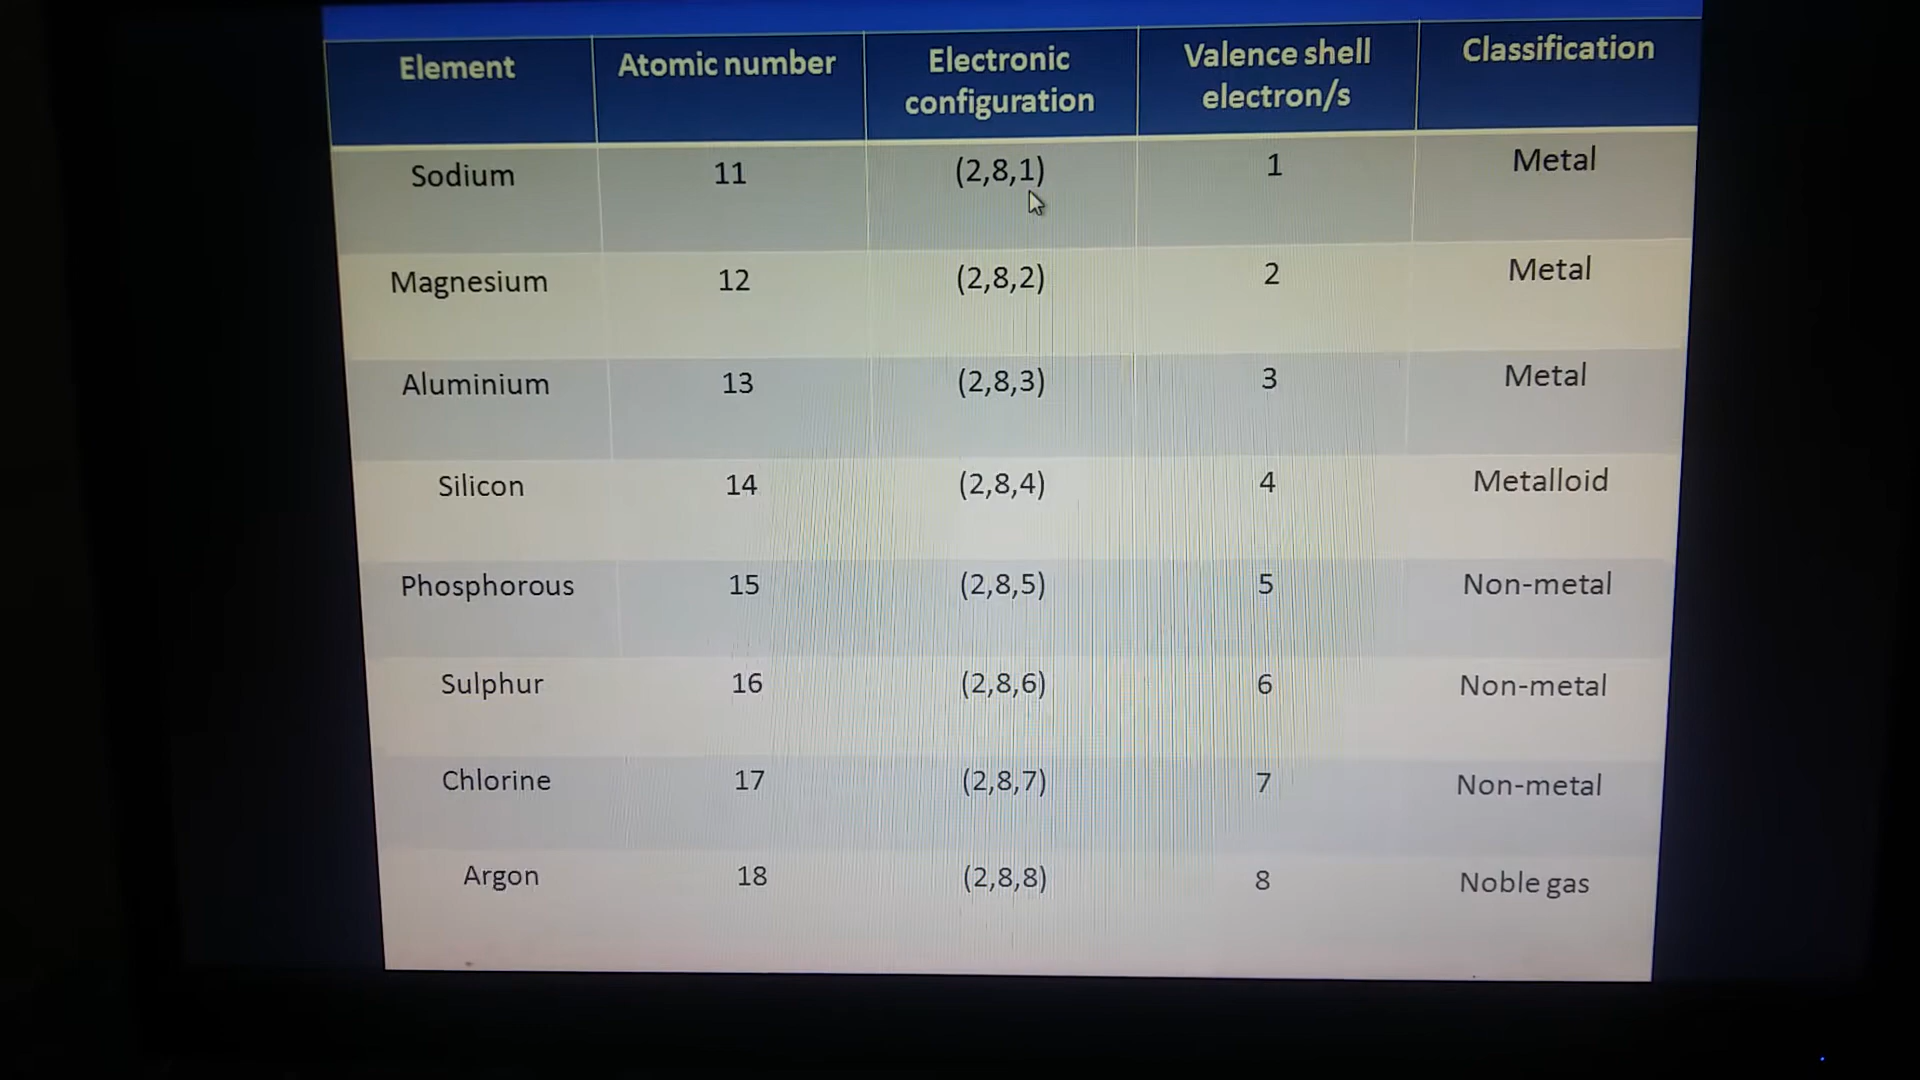 Element Atomic number Electronic configuration Valence shell electron/s Classification
Sodium 11 (2,8,1) 1 Metal
Magnesium 12 (2,8,2) 2 Metal
Aluminium 13 (2,8,3) 3 Metal
Silicon 14 (2,8,4) 4 Metalloid
Phosphorous 15 (2,8,5) 5 Non-metal
Sulphur 16 (2,8,6) 6 Non-metal
Chlorine 17 (2,8,7) 7 Non-metal
Argon 18 (2,8,8) 8 Noble gas